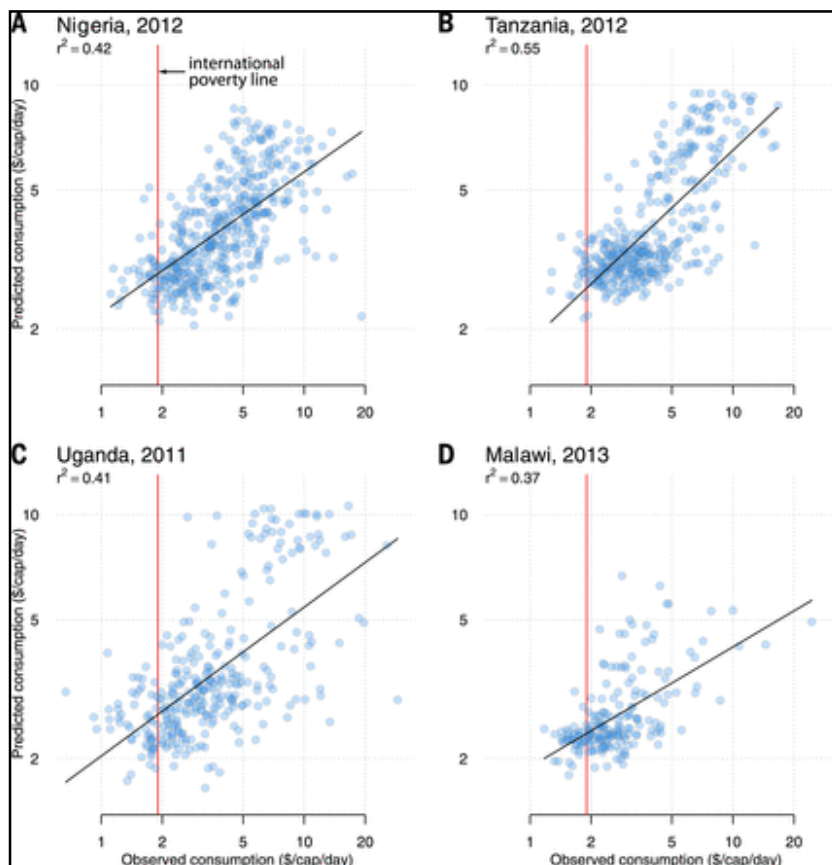 A Nigeria, 2012
r² = 0.42
international
poverty line
Predicted consumption ($/cap/day)
10
5
2
1 2 5 10 20
B Tanzania, 2012
r² = 0.55
10
5
2
1 2 5 10 20
C Uganda, 2011
r² = 0.41
Predicted consumption ($/cap/day)
10
5
2
1 2 5 10 20
Observed consumption ($/cap/day)
D Malawi, 2013
r² = 0.37
10
5
2
1 2 5 10 20
Observed consumption ($/cap/day)